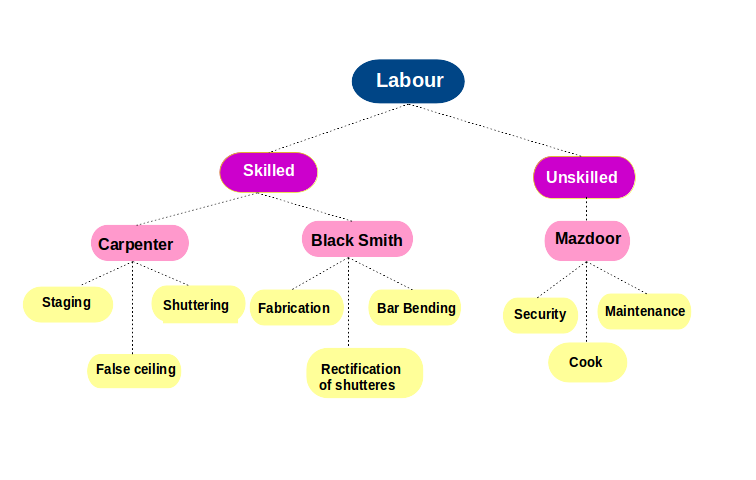 Labour
Skilled
Unskilled
Carpenter
Black Smith
Mazdoor
Staging
Shuttering
Fabrication
Bar Bending
Security
Maintenance
False ceiling
Rectification
of shutteres
Cook